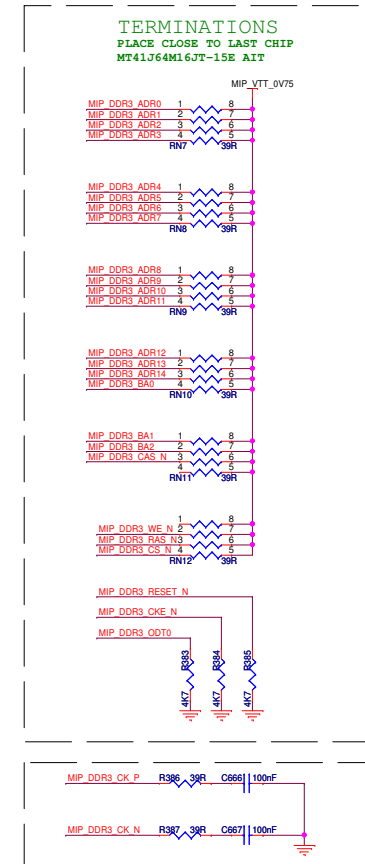 TERMINATIONS
PLACE CLOSE TO LAST CHIP
MT41J64M16JT-15E AIT
MIP_VTT_0V75
MIP_DDR3_ADR0 1 8
MIP_DDR3_ADR1 2 7
MIP_DDR3_ADR2 3 6
MIP_DDR3_ADR3 4 5
RN7 39R
MIP_DDR3_ADR4 1 8
MIP_DDR3_ADR5 2 7
MIP_DDR3_ADR6 3 6
MIP_DDR3_ADR7 4 5
RN8 39R
MIP_DDR3_ADR8 1 8
MIP_DDR3_ADR9 2 7
MIP_DDR3_ADR10 3 6
MIP_DDR3_ADR11 4 5
RN9 39R
MIP_DDR3_ADR12 1 8
MIP_DDR3_ADR13 2 7
MIP_DDR3_ADR14 3 6
MIP_DDR3_BA0 4 5
RN10 39R
MIP_DDR3_BA1 1 8
MIP_DDR3_BA2 2 7
MIP_DDR3_CAS_N 3 6
4 5
RN11 39R
1 8
MIP_DDR3_WE_N 2 7
MIP_DDR3_RAS_N 3 6
MIP_DDR3_CS_N 4 5
RN12 39R
MIP_DDR3_RESET_N
MIP_DDR3_CKE_N
MIP_DDR3_ODT0
R383 R384 R385
4K7 4K7 4K7
MIP_DDR3_CK_P R386 39R C666 100nF
MIP_DDR3_CK_N R387 39R C667 100nF